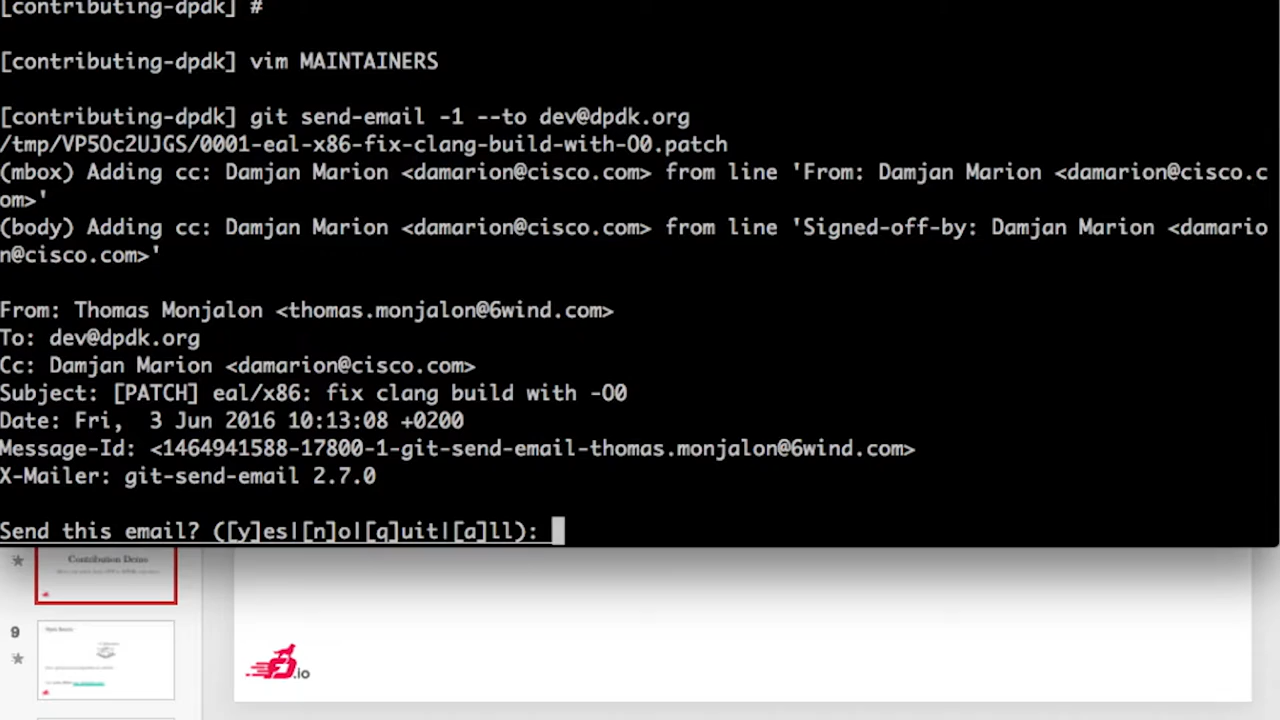 [contributing-dpdk] #
[contributing-dpdk] vim MAINTAINERS
[contributing-dpdk] git send-email -1 --to dev@dpdk.org
/tmp/VP5Oc2UJGS/0001-eal-x86-fix-clang-build-with-O0.patch
(mbox) Adding cc: Damjan Marion <damarion@cisco.com> from line 'From: Damjan Marion <damarion@cisco.c
om>'
(body) Adding cc: Damjan Marion <damarion@cisco.com> from line 'Signed-off-by: Damjan Marion <damario
n@cisco.com>'
From: Thomas Monjalon <thomas.monjalon@6wind.com>
To: dev@dpdk.org
Cc: Damjan Marion <damarion@cisco.com>
Subject: [PATCH] eal/x86: fix clang build with -O0
Date: Fri,  3 Jun 2016 10:13:08 +0200
Message-Id: <1464941588-17800-1-git-send-email-thomas.monjalon@6wind.com>
X-Mailer: git-send-email 2.7.0
Send this email? ([y]es|[n]o|[q]uit|[a]ll):
Contribution Demo
9
.io